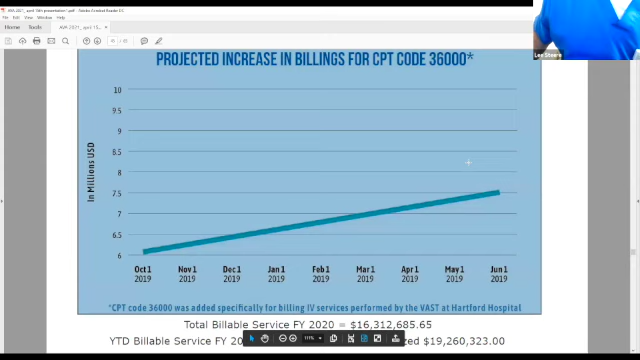 AVA 2021_ april 15th presentation*.pdf - Adobe Acrobat Reader DC
File Edit View Window Help
Home Tools
PROJECTED INCREASE IN BILLINGS FOR CPT CODE 36000*
10
9.5
9
8.5
8
7.5
7
6.5
6
In Millions USD
Oct 1 Nov 1 Dec 1 Jan 1 Feb 1 Mar 1 Apr 1 May 1 Jun 1
2019 2019 2019 2019 2019 2019 2019 2019 2019
*CPT code 36000 was added specifically for billing IV services performed by the VAST at Hartford Hospital
Total Billable Service FY 2020 = $16,312,685.65
YTD Billable Service FY 20 zed $19,260,323.00
111%